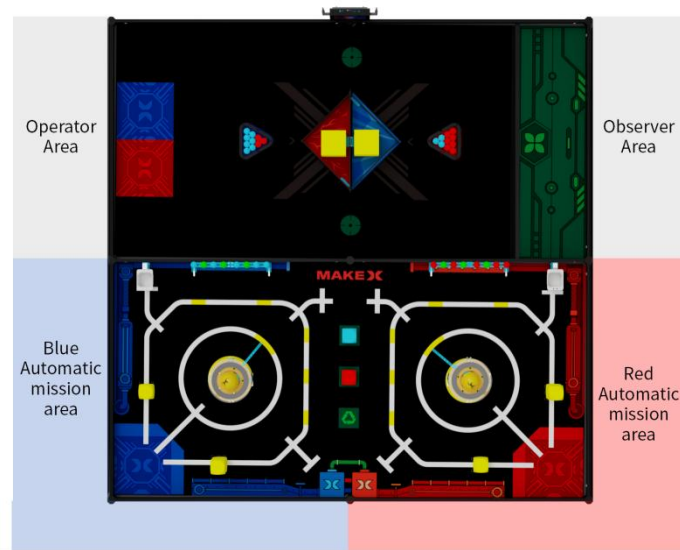 Operator
Area
Observer
Area
MAKEX
Blue
Automatic
mission
area
Red
Automatic
mission
area